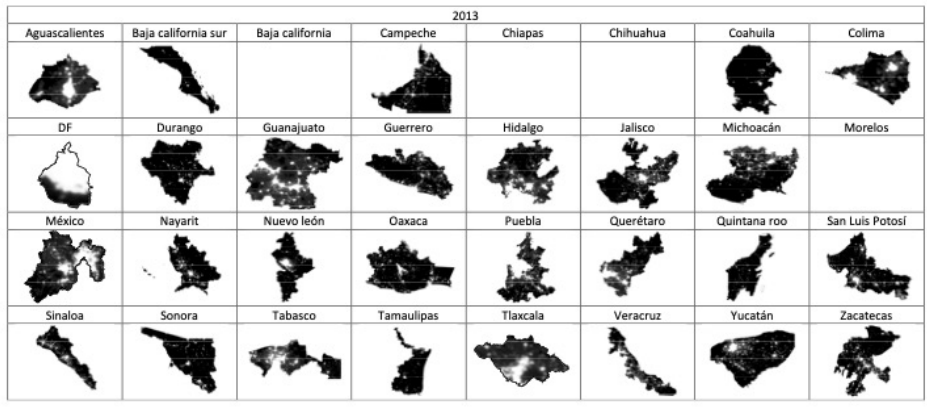 2013
Aguascalientes Baja california sur Baja california Campeche Chiapas Chihuahua Coahuila Colima
DF Durango Guanajuato Guerrero Hidalgo Jalisco Michoacán Morelos
México Nayarit Nuevo león Oaxaca Puebla Querétaro Quintana roo San Luis Potosí
Sinaloa Sonora Tabasco Tamaulipas Tlaxcala Veracruz Yucatán Zacatecas